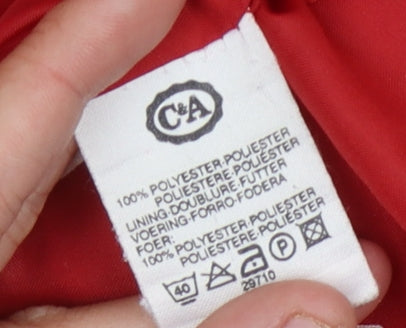 C&A
100% POLYESTER-POLIESTER
POLIESTERE-POLYESTER
LINING-DOUBLURE-FUTTER
VOERING-FORRO-FODERA
FOER:
100% POLYESTER-POLIESTER
POLIESTERE-POLYESTER
40 P
29710